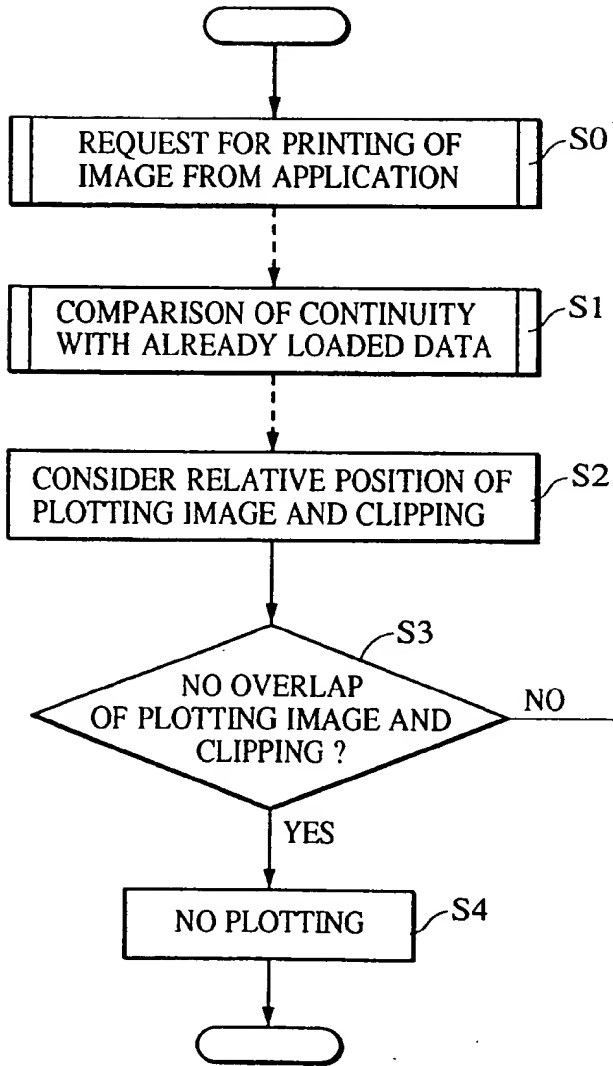 REQUEST FOR PRINTING OF
IMAGE FROM APPLICATION
S0
COMPARISON OF CONTINUITY
WITH ALREADY LOADED DATA
S1
CONSIDER RELATIVE POSITION OF
PLOTTING IMAGE AND CLIPPING
S2
S3
NO OVERLAP
OF PLOTTING IMAGE AND
CLIPPING ?
NO
YES
NO PLOTTING
S4